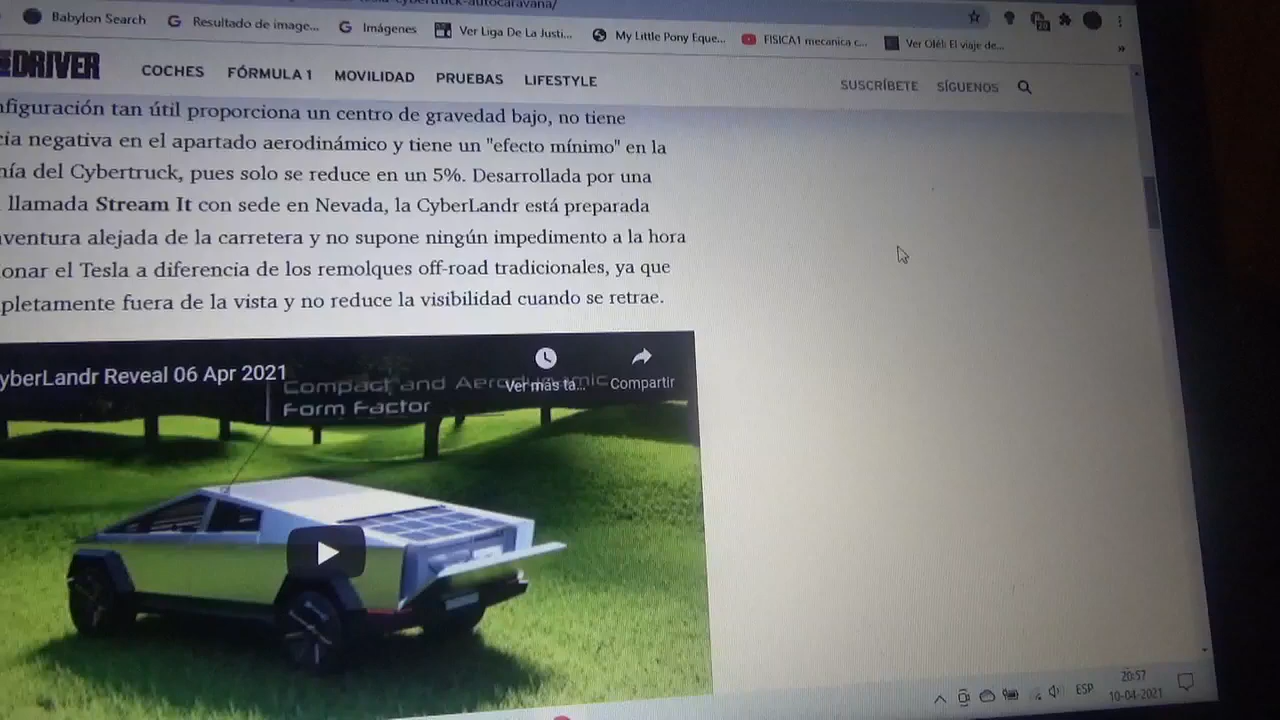 cybertruck-autocaravana/
Babylon Search
Resultado de image...
Imágenes
Ver Liga De La Justi...
My Little Pony Eque...
FISICA1 mecanica c...
Ver Olé!: El viaje de...
»
DRIVER
COCHES FÓRMULA 1 MOVILIDAD PRUEBAS LIFESTYLE
SUSCRÍBETE SÍGUENOS
nfiguración tan útil proporciona un centro de gravedad bajo, no tiene
cia negativa en el apartado aerodinámico y tiene un "efecto mínimo" en la
mía del Cybertruck, pues solo se reduce en un 5%. Desarrollada por una
llamada Stream It con sede en Nevada, la CyberLandr está preparada
aventura alejada de la carretera y no supone ningún impedimento a la hora
onar el Tesla a diferencia de los remolques off-road tradicionales, ya que
pletamente fuera de la vista y no reduce la visibilidad cuando se retrae.
yberLandr Reveal 06 Apr 2021
Ver más ta...
Compartir
Compact and Aerodynamic
Form Factor
ESP
20:57
10-04-2021